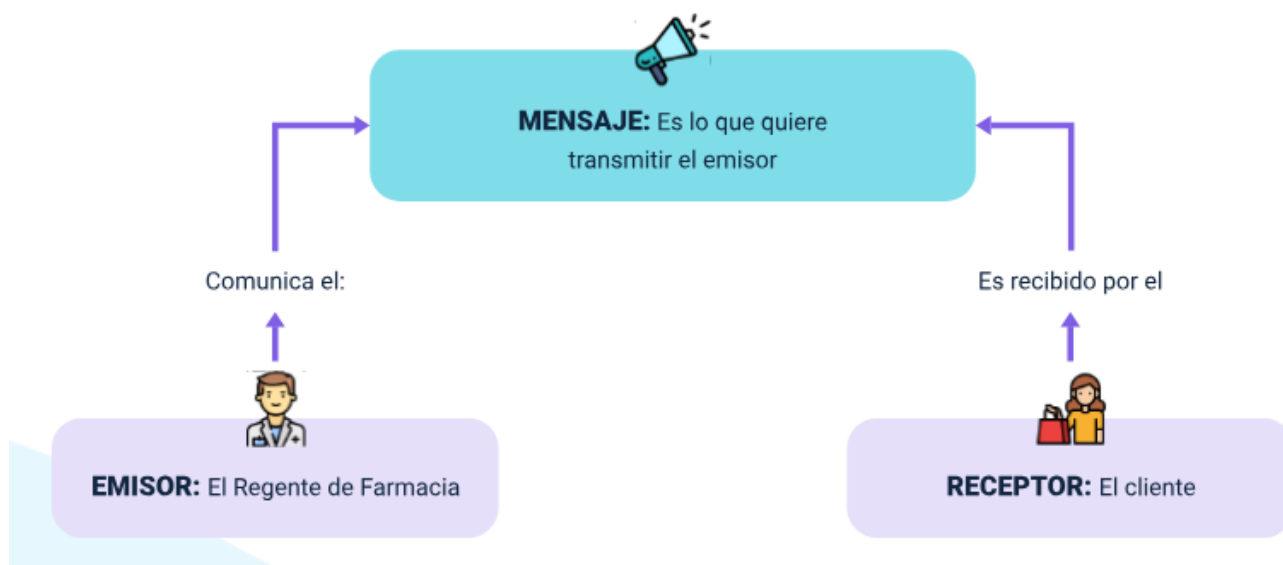 MENSAJE: Es lo que quiere
transmitir el emisor
Comunica el:
Es recibido por el
EMISOR: El Regente de Farmacia
RECEPTOR: El cliente